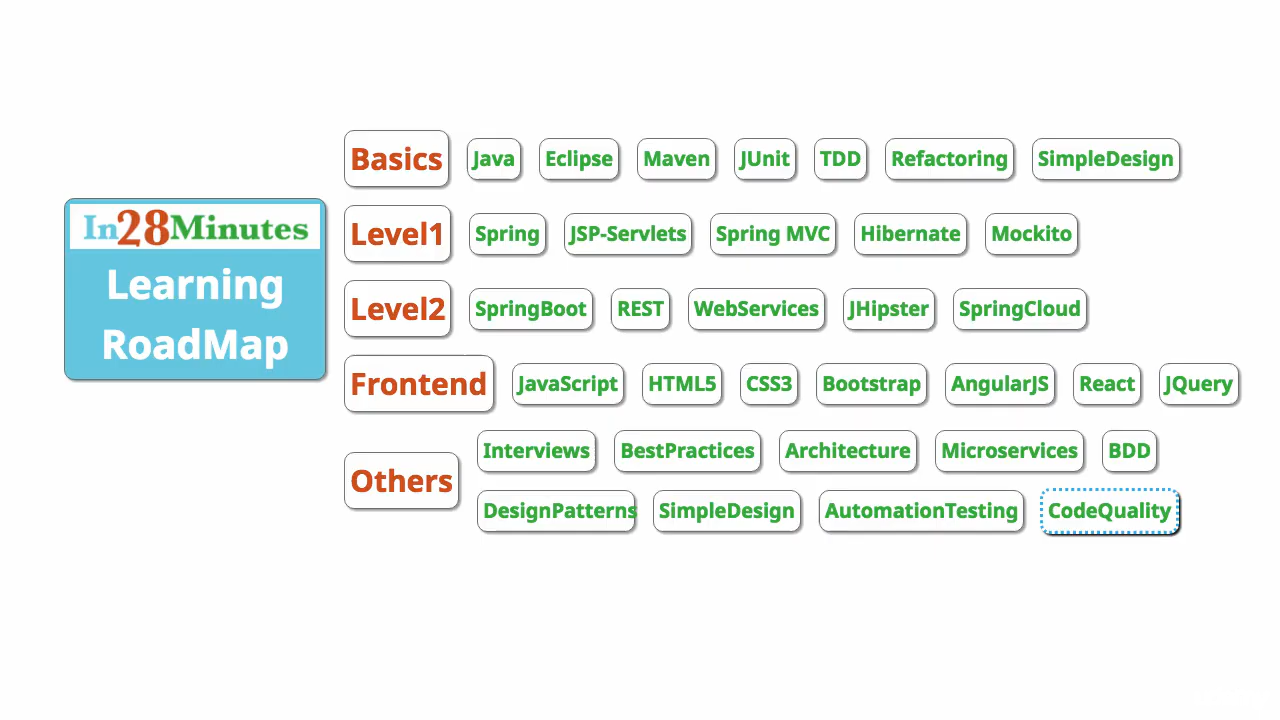 In28Minutes
Learning
RoadMap
Basics Java Eclipse Maven JUnit TDD Refactoring SimpleDesign
Level1 Spring JSP-Servlets Spring MVC Hibernate Mockito
Level2 SpringBoot REST WebServices JHipster SpringCloud
Frontend JavaScript HTML5 CSS3 Bootstrap AngularJS React JQuery
Others
Interviews BestPractices Architecture Microservices BDD
DesignPatterns SimpleDesign AutomationTesting CodeQuality